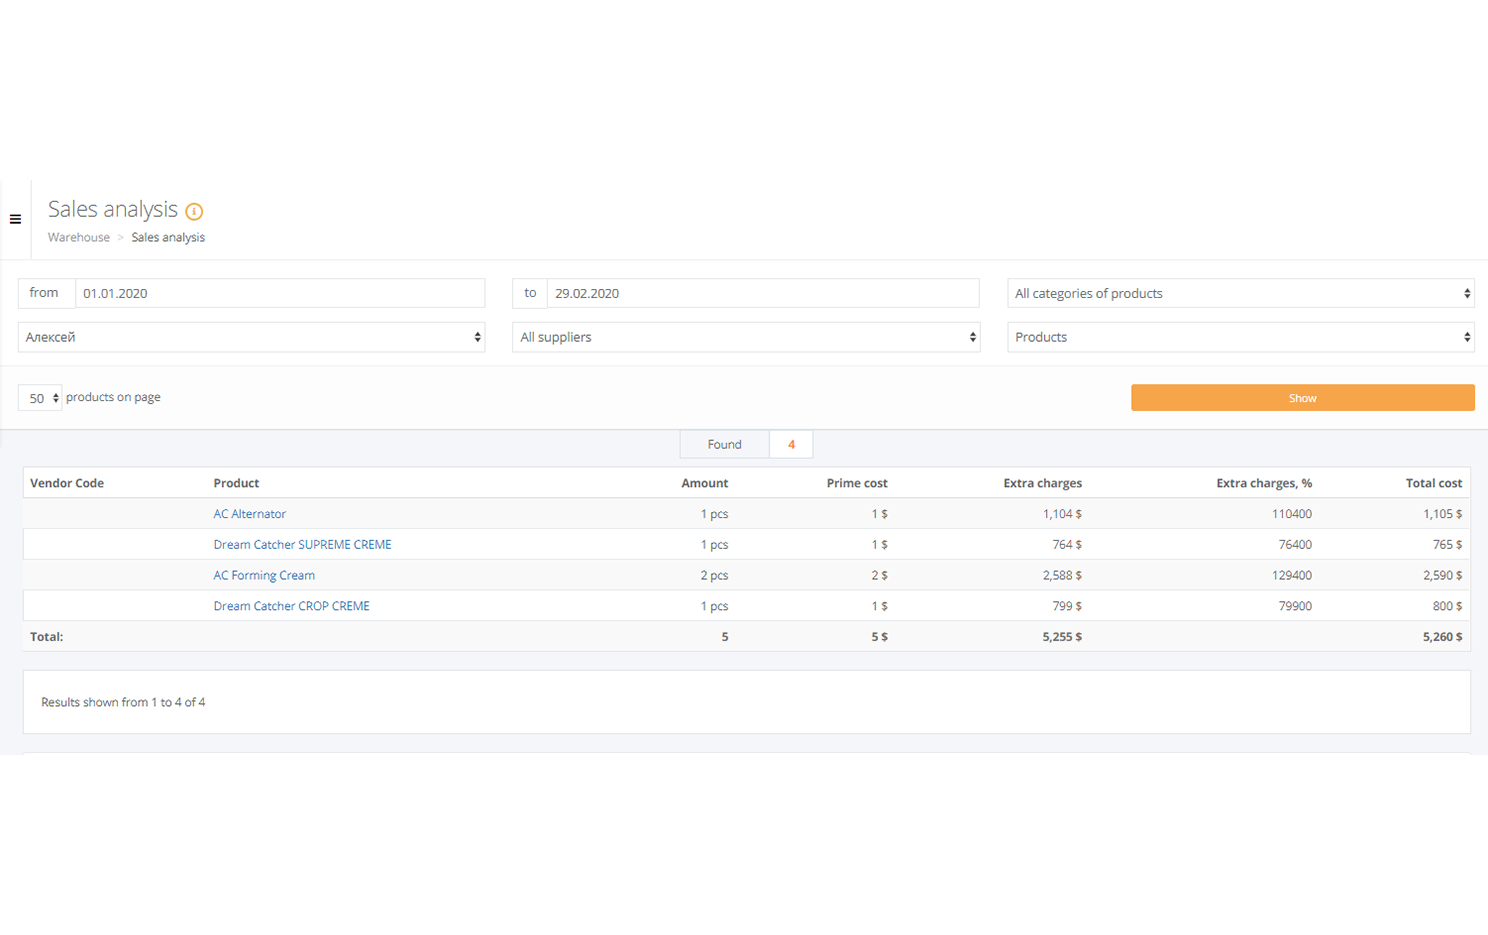 Sales analysis
Warehouse > Sales analysis
from 01.01.2020 to 29.02.2020 All categories of products
Алексей All suppliers Products
50 products on page Show
Found 4
Vendor Code Product Amount Prime cost Extra charges Extra charges, % Total cost
AC Alternator 1 pcs 1 $ 1,104 $ 110400 1,105 $
Dream Catcher SUPREME CREME 1 pcs 1 $ 764 $ 76400 765 $
AC Forming Cream 2 pcs 2 $ 2,588 $ 129400 2,590 $
Dream Catcher CROP CREME 1 pcs 1 $ 799 $ 79900 800 $
Total: 5 5 $ 5,255 $ 5,260 $
Results shown from 1 to 4 of 4